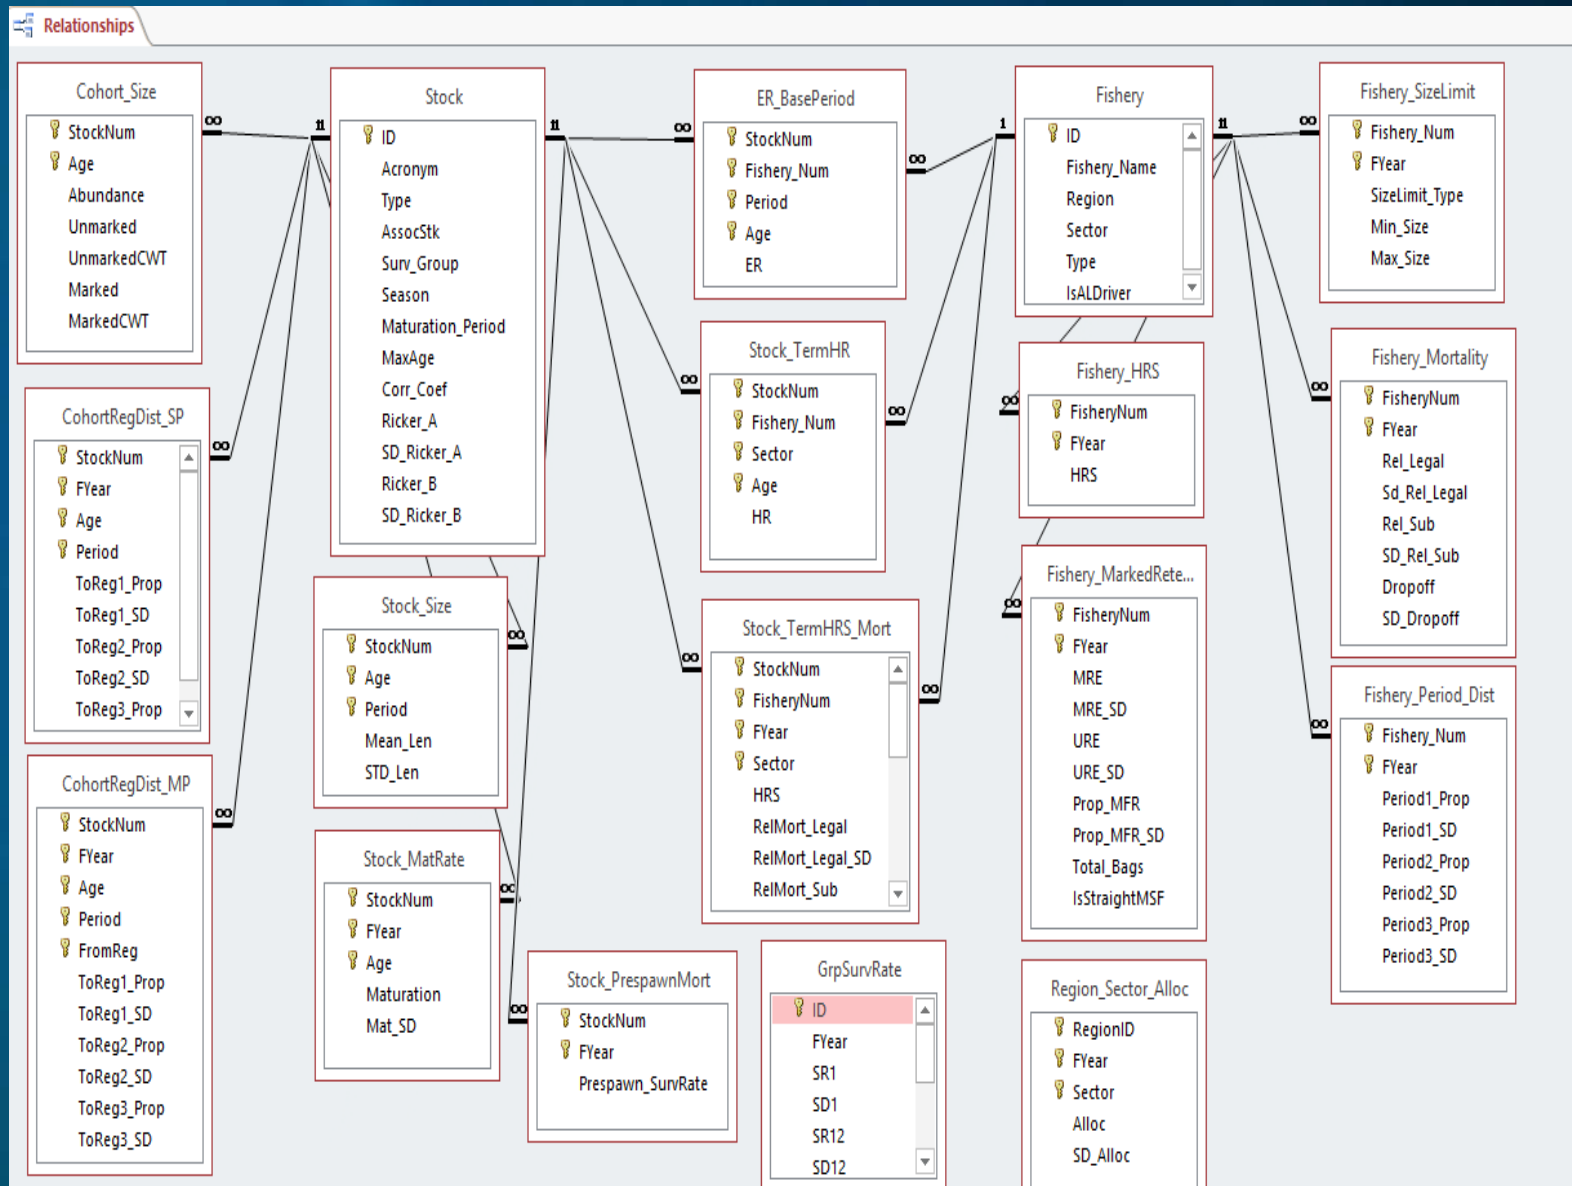 Relationships
Cohort_Size
StockNum
Age
Abundance
Unmarked
UnmarkedCWT
Marked
MarkedCWT
∞
CohortRegDist_SP
StockNum
FYear
Age
Period
ToReg1_Prop
ToReg1_SD
ToReg2_Prop
ToReg2_SD
ToReg3_Prop
∞
CohortRegDist_MP
StockNum
FYear
Age
Period
FromReg
ToReg1_Prop
ToReg1_SD
ToReg2_Prop
ToReg2_SD
ToReg3_Prop
ToReg3_SD
∞
Stock
ID
Acronym
Type
AssocStk
Surv_Group
Season
Maturation_Period
MaxAge
Corr_Coef
Ricker_A
SD_Ricker_A
Ricker_B
SD_Ricker_B
Stock_Size
StockNum
Age
Period
Mean_Len
STD_Len
∞
Stock_MatRate
StockNum
FYear
Age
Maturation
Mat_SD
∞
Stock_PrespawnMort
StockNum
FYear
Prespawn_SurvRate
∞
ER_BasePeriod
StockNum
Fishery_Num
Period
Age
ER
∞
∞
Stock_TermHR
StockNum
Fishery_Num
Sector
Age
HR
∞
∞
Stock_TermHRS_Mort
StockNum
FisheryNum
FYear
Sector
HRS
RelMort_Legal
RelMort_Legal_SD
RelMort_Sub
∞
∞
GrpSurvRate
ID
FYear
SR1
SD1
SR12
SD12
Fishery
ID
Fishery_Name
Region
Sector
Type
IsALDriver
1
Fishery_HRS
FisheryNum
FYear
HRS
∞
Fishery_MarkedRete...
FisheryNum
FYear
MRE
MRE_SD
URE
URE_SD
Prop_MFR
Prop_MFR_SD
Total_Bags
IsStraightMSF
∞
Region_Sector_Alloc
RegionID
FYear
Sector
Alloc
SD_Alloc
Fishery_SizeLimit
Fishery_Num
FYear
SizeLimit_Type
Min_Size
Max_Size
∞
Fishery_Mortality
FisheryNum
FYear
Rel_Legal
Sd_Rel_Legal
Rel_Sub
SD_Rel_Sub
Dropoff
SD_Dropoff
∞
Fishery_Period_Dist
Fishery_Num
FYear
Period1_Prop
Period1_SD
Period2_Prop
Period2_SD
Period3_Prop
Period3_SD
∞